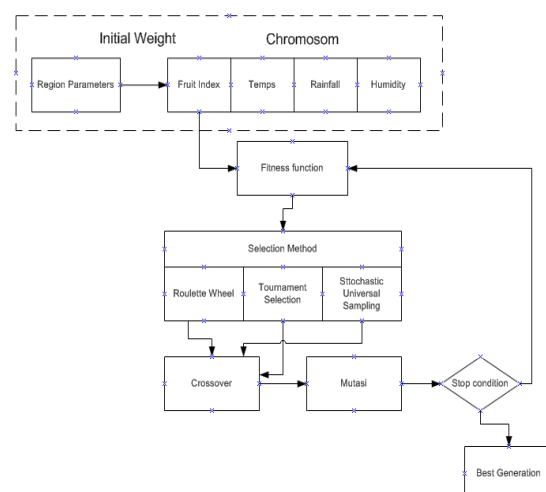 Initial Weight
Chromosom
Region Parameters
Fruit Index
Temps
Rainfall
Humidity
Fitness function
Selection Method
Roulette Wheel
Tournament
Selection
Sttochastic
Universal
Sampling
Crossover
Mutasi
Stop condition
Best Generation